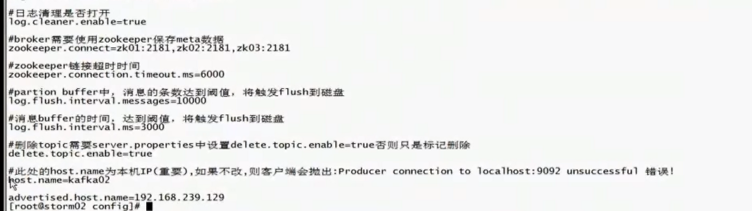 #日志清理是否打开
log.cleaner.enable=true
#broker需要使用zookeeper保存meta数据
zookeeper.connect=zk01:2181,zk02:2181,zk03:2181
#zookeeper链接超时时间
zookeeper.connection.timeout.ms=6000
#partion buffer中，消息的条数达到阈值，将触发flush到磁盘
log.flush.interval.messages=10000
#消息buffer的时间，达到阈值，将触发flush到磁盘
log.flush.interval.ms=3000
#删除topic需要server.properties中设置delete.topic.enable=true否则只是标记删除
delete.topic.enable=true
#此处的host.name为本机IP(重要),如果不改,则客户端会抛出:Producer connection to localhost:9092 unsuccessful 错误!
host.name=kafka02
advertised.host.name=192.168.239.129
[root@storm02 config]#